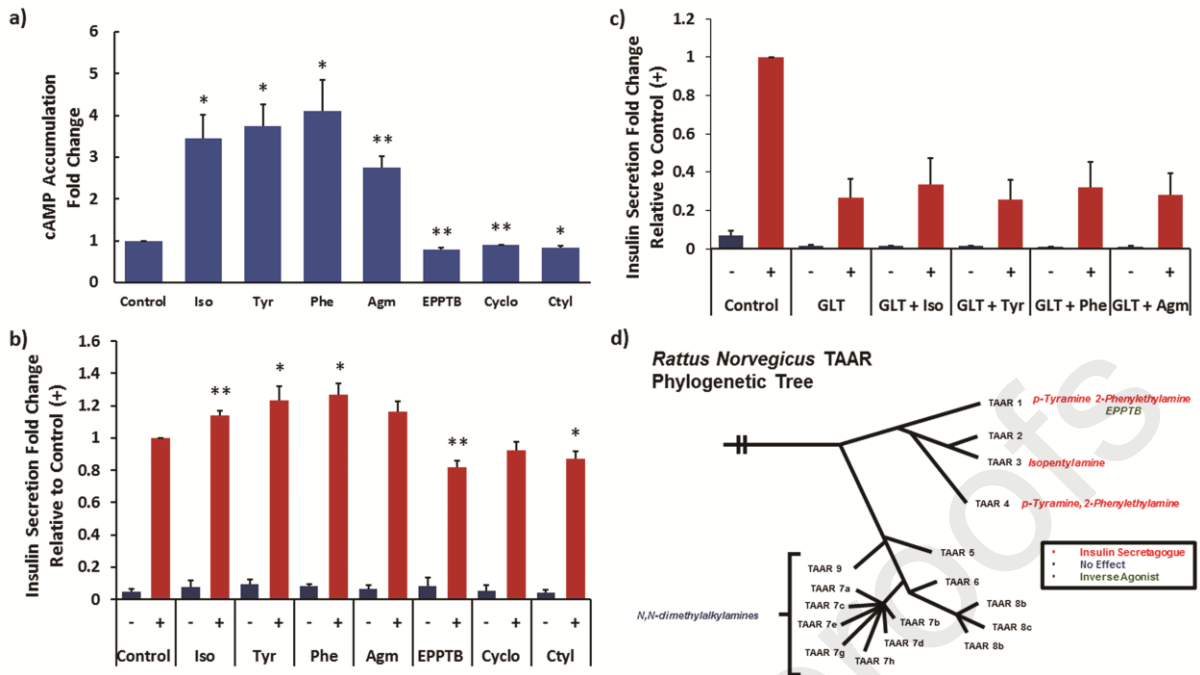 a)
cAMP Accumulation
Fold Change
6
5
4
3
2
1
0
*
*
*
**
**
**
*
Control Iso Tyr Phe Agm EPPTB Cyclo Ctyl
b)
Insulin Secretion Fold Change
Relative to Control (+)
1.6
1.4
1.2
1
0.8
0.6
0.4
0.2
0
**
*
*
**
*
- + - + - + - + - + - + - + - +
Control Iso Tyr Phe Agm EPPTB Cyclo Ctyl
c)
Insulin Secretion Fold Change
Relative to Control (+)
1.2
1
0.8
0.6
0.4
0.2
0
- + - + - + - + - + - +
Control GLT GLT + Iso GLT + Tyr GLT + Phe GLT + Agm
d)
Rattus Norvegicus TAAR
Phylogenetic Tree
TAAR 1 p-Tyramine 2-Phenylethylamine
EPPTB
TAAR 2
TAAR 3 Isopentylamine
TAAR 4 p-Tyramine, 2-Phenylethylamine
TAAR 5
TAAR 9
TAAR 6
TAAR 7a
TAAR 7c
TAAR 7e
TAAR 7b
TAAR 7d
TAAR 7g
TAAR 7h
TAAR 8b
TAAR 8c
TAAR 8b
N,N-dimethylalkylamines
• Insulin Secretagogue
• No Effect
• Inverse Agonist
roofs